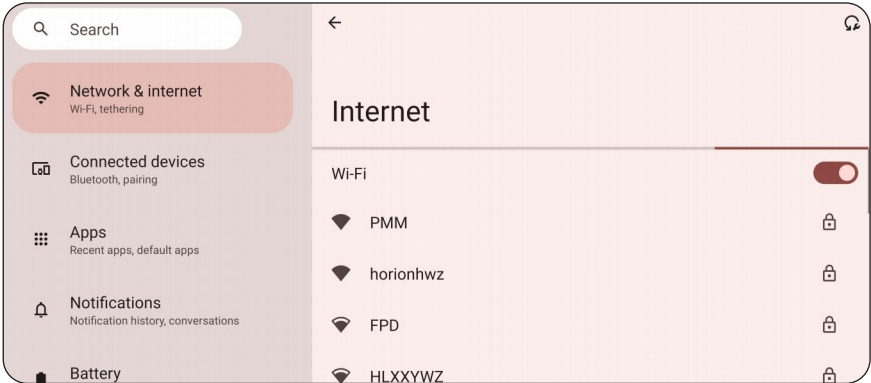 Search
Network & internet
Wi-Fi, tethering
Connected devices
Bluetooth, pairing
Apps
Recent apps, default apps
Notifications
Notification history, conversations
Battery
Internet
Wi-Fi
PMM
horionhwz
FPD
HLXXYWZ